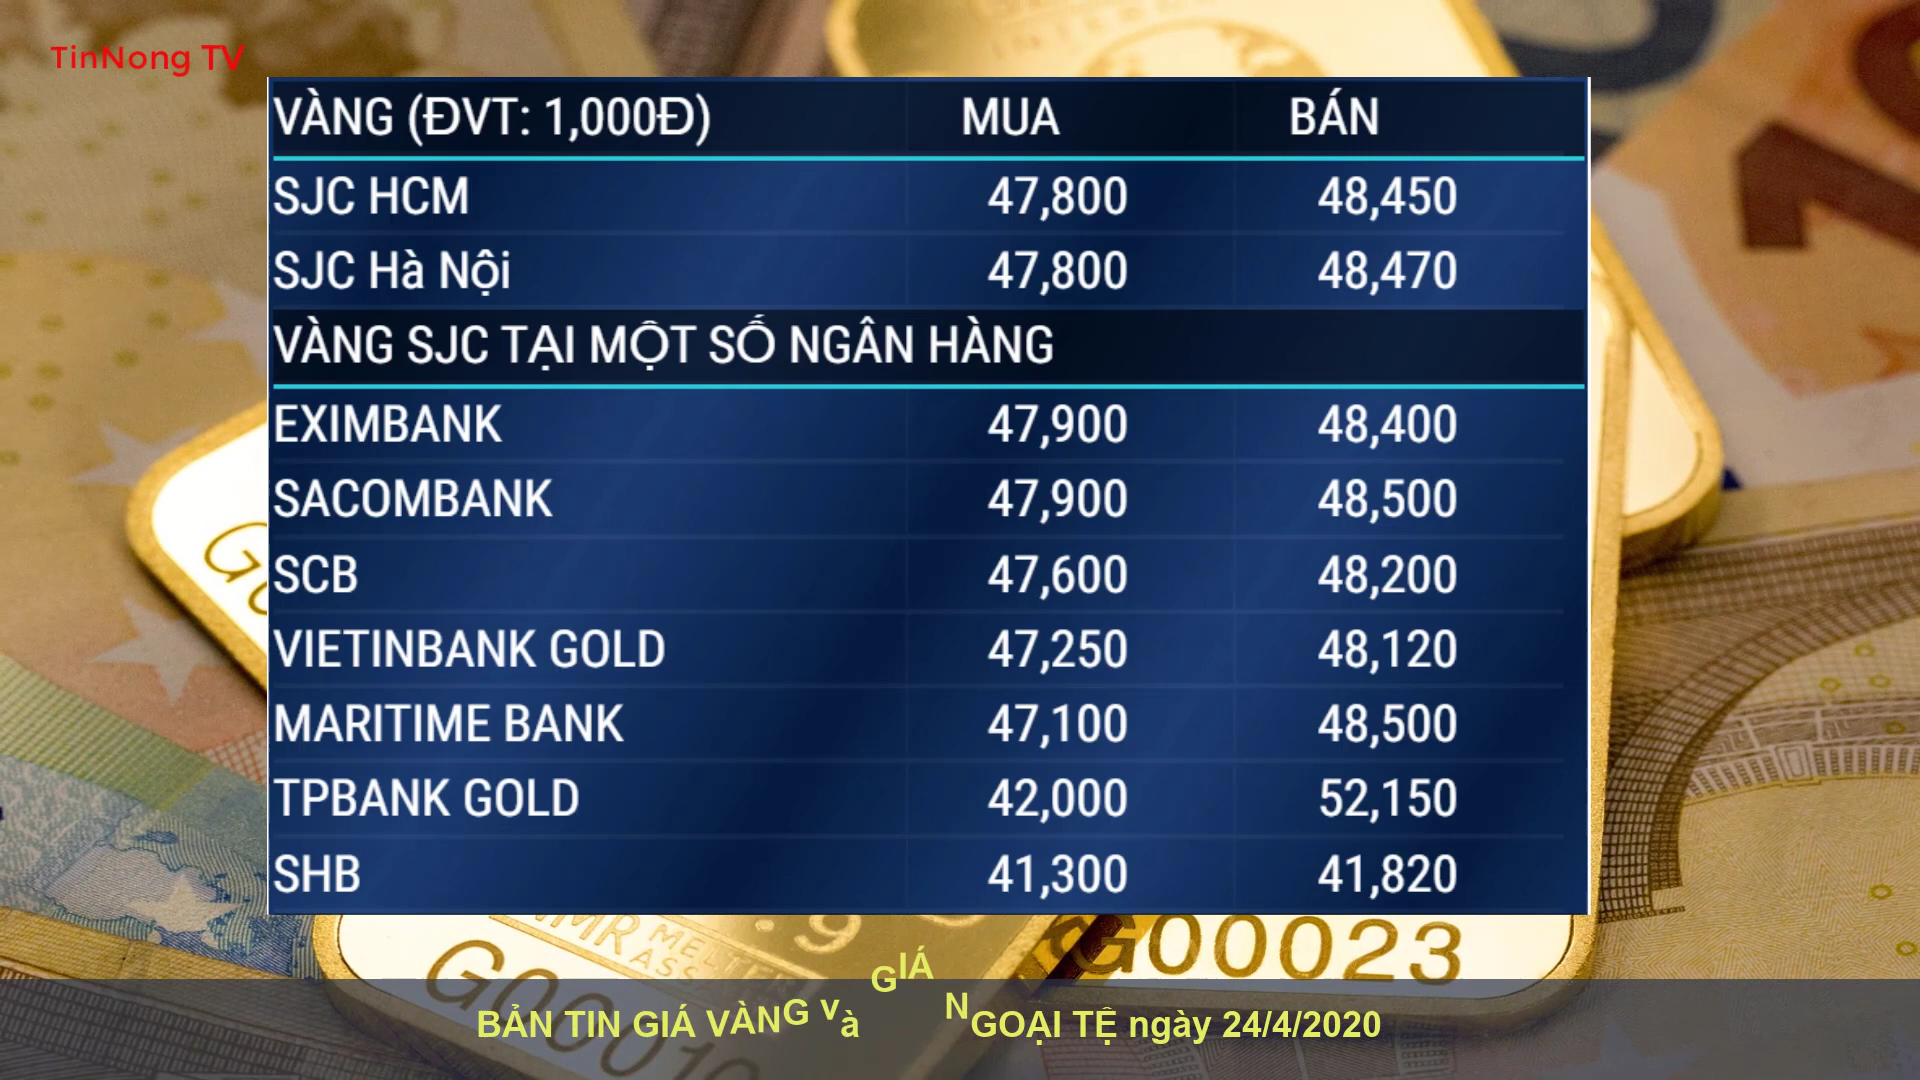 TinNong TV
VÀNG (ĐVT: 1,000Đ) MUA BÁN
SJC HCM 47,800 48,450
SJC Hà Nội 47,800 48,470
VÀNG SJC TẠI MỘT SỐ NGÂN HÀNG
EXIMBANK 47,900 48,400
SACOMBANK 47,900 48,500
SCB 47,600 48,200
VIETINBANK GOLD 47,250 48,120
MARITIME BANK 47,100 48,500
TPBANK GOLD 42,000 52,150
SHB 41,300 41,820
G00023
G00010
BẢN TIN GIÁ VÀNG và GIÁ NGOẠI TỆ ngày 24/4/2020